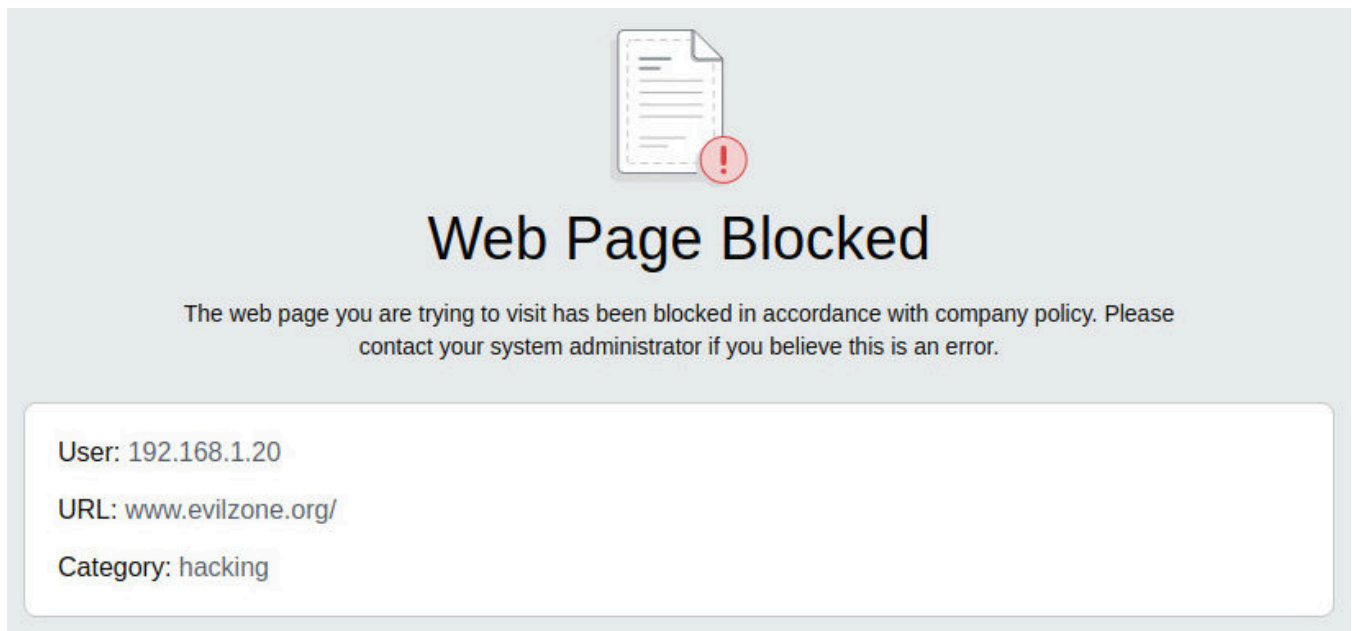 Web Page Blocked
The web page you are trying to visit has been blocked in accordance with company policy. Please
contact your system administrator if you believe this is an error.
User: 192.168.1.20
URL: www.evilzone.org/
Category: hacking